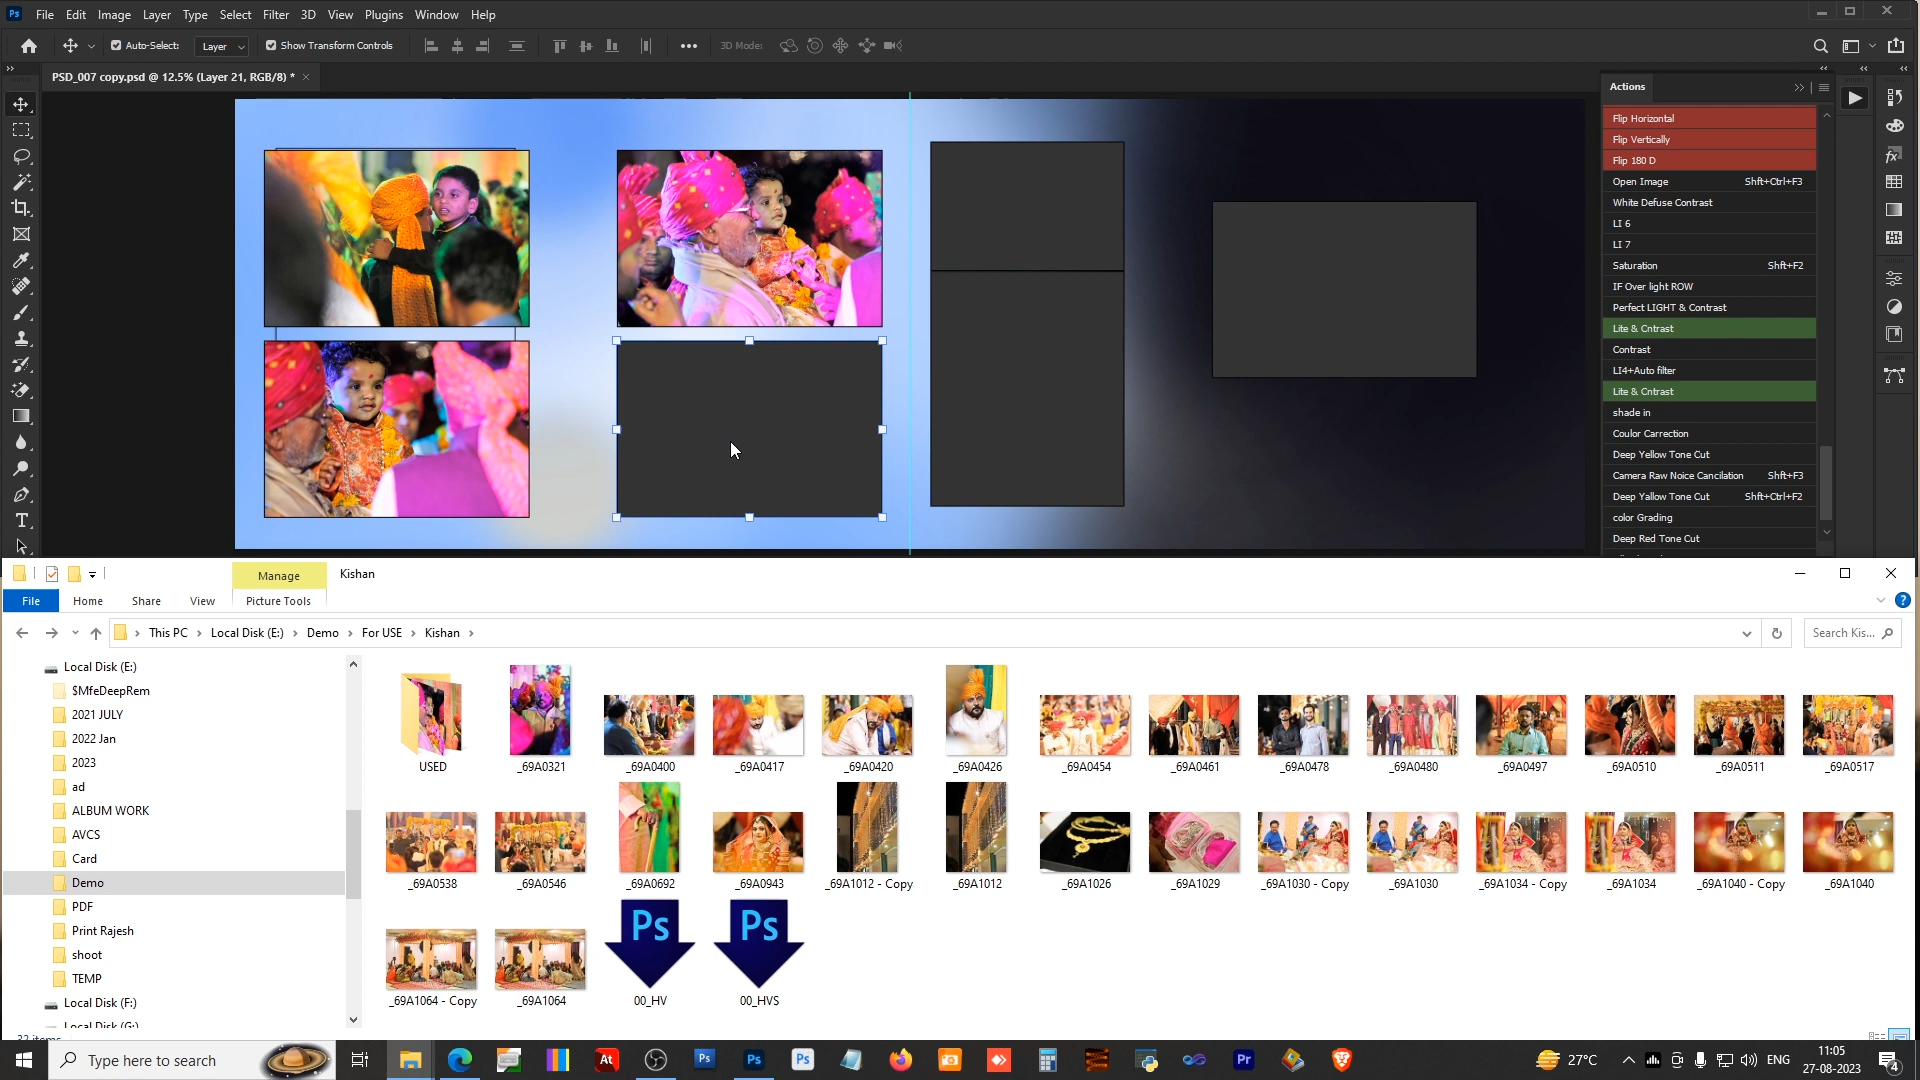 Ps File Edit Image Layer Type Select Filter 3D View Plugins Window Help
Auto-Select: Layer Show Transform Controls 3D Mode:
PSD_007 copy.psd @ 12.5% (Layer 21, RGB/8) * ×
Actions
Flip Horizontal
Flip Vertically
Flip 180 D
Open Image Shft+Ctrl+F3
White Defuse Contrast
LI 6
LI 7
Saturation Shft+F2
IF Over light ROW
Perfect LIGHT & Contrast
Lite & Cntrast
Contrast
LI4+Auto filter
Lite & Cntrast
shade in
Coulor Carrection
Deep Yellow Tone Cut
Camera Raw Noice Cancilation Shft+F3
Deep Yallow Tone Cut Shft+Ctrl+F2
color Grading
Deep Red Tone Cut
Manage Kishan
File Home Share View Picture Tools
This PC › Local Disk (E:) › Demo › For USE › Kishan ›
Search Kis...
Local Disk (E:)
$MfeDeepRem
2021 JULY
2022 Jan
2023
ad
ALBUM WORK
AVCS
Card
Demo
PDF
Print Rajesh
shoot
TEMP
Local Disk (F:)
Local Disk (G:)
32 items
USED _69A0321 _69A0400 _69A0417 _69A0420 _69A0426 _69A0454 _69A0461 _69A0478 _69A0480 _69A0497 _69A0510 _69A0511 _69A0517
_69A0538 _69A0546 _69A0692 _69A0943 _69A1012 - Copy _69A1012 _69A1026 _69A1029 _69A1030 - Copy _69A1030 _69A1034 - Copy _69A1034 _69A1040 - Copy _69A1040
Ps Ps
_69A1064 - Copy _69A1064 00_HV 00_HVS
Type here to search
At Ps Ps Ps Pr
27°C ENG
11:05
27-08-2023
4